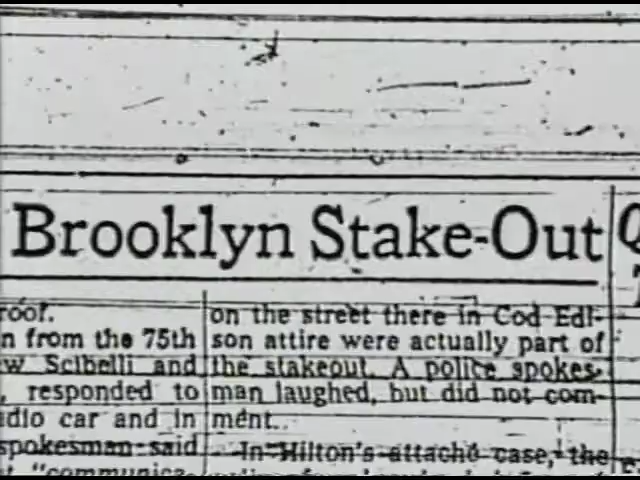 Brooklyn Stake-Out
roof.
n from the 75th
w Scibelli and
, responded to
dio car and in
spokesman said
"communica-
on the street there in Cod Edi-
son attire were actually part of
the stakeout. A police spokes-
man laughed, but did not com-
ment.
In Hilton's attaché case, the